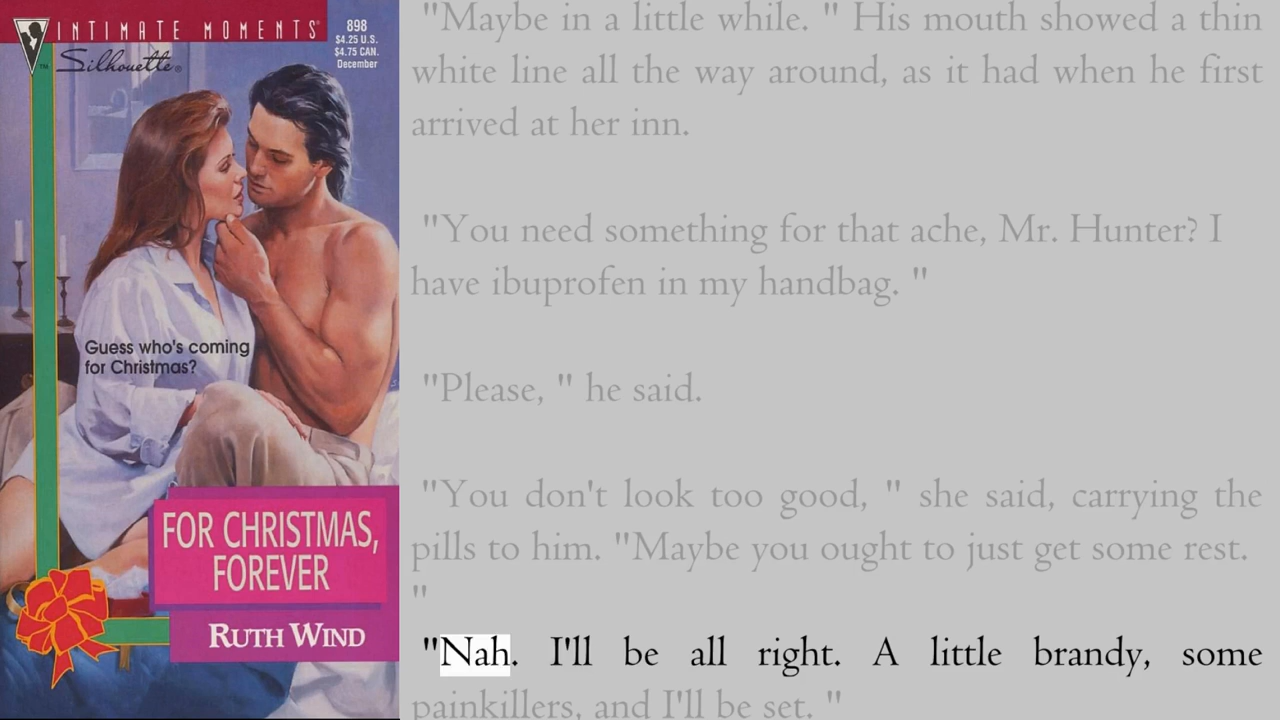 INTIMATE MOMENTS®
™
Silhouette®
898
$4.25 U.S.
$4.75 CAN.
December
Guess who's coming
for Christmas?
FOR CHRISTMAS,
FOREVER
RUTH WIND
"Maybe in a little while. " His mouth showed a thin
white line all the way around, as it had when he first
arrived at her inn.
"You need something for that ache, Mr. Hunter? I
have ibuprofen in my handbag. "
"Please, " he said.
"You don't look too good, " she said, carrying the
pills to him. "Maybe you ought to just get some rest.
"
"Nah. I'll be all right. A little brandy, some
painkillers, and I'll be set. "